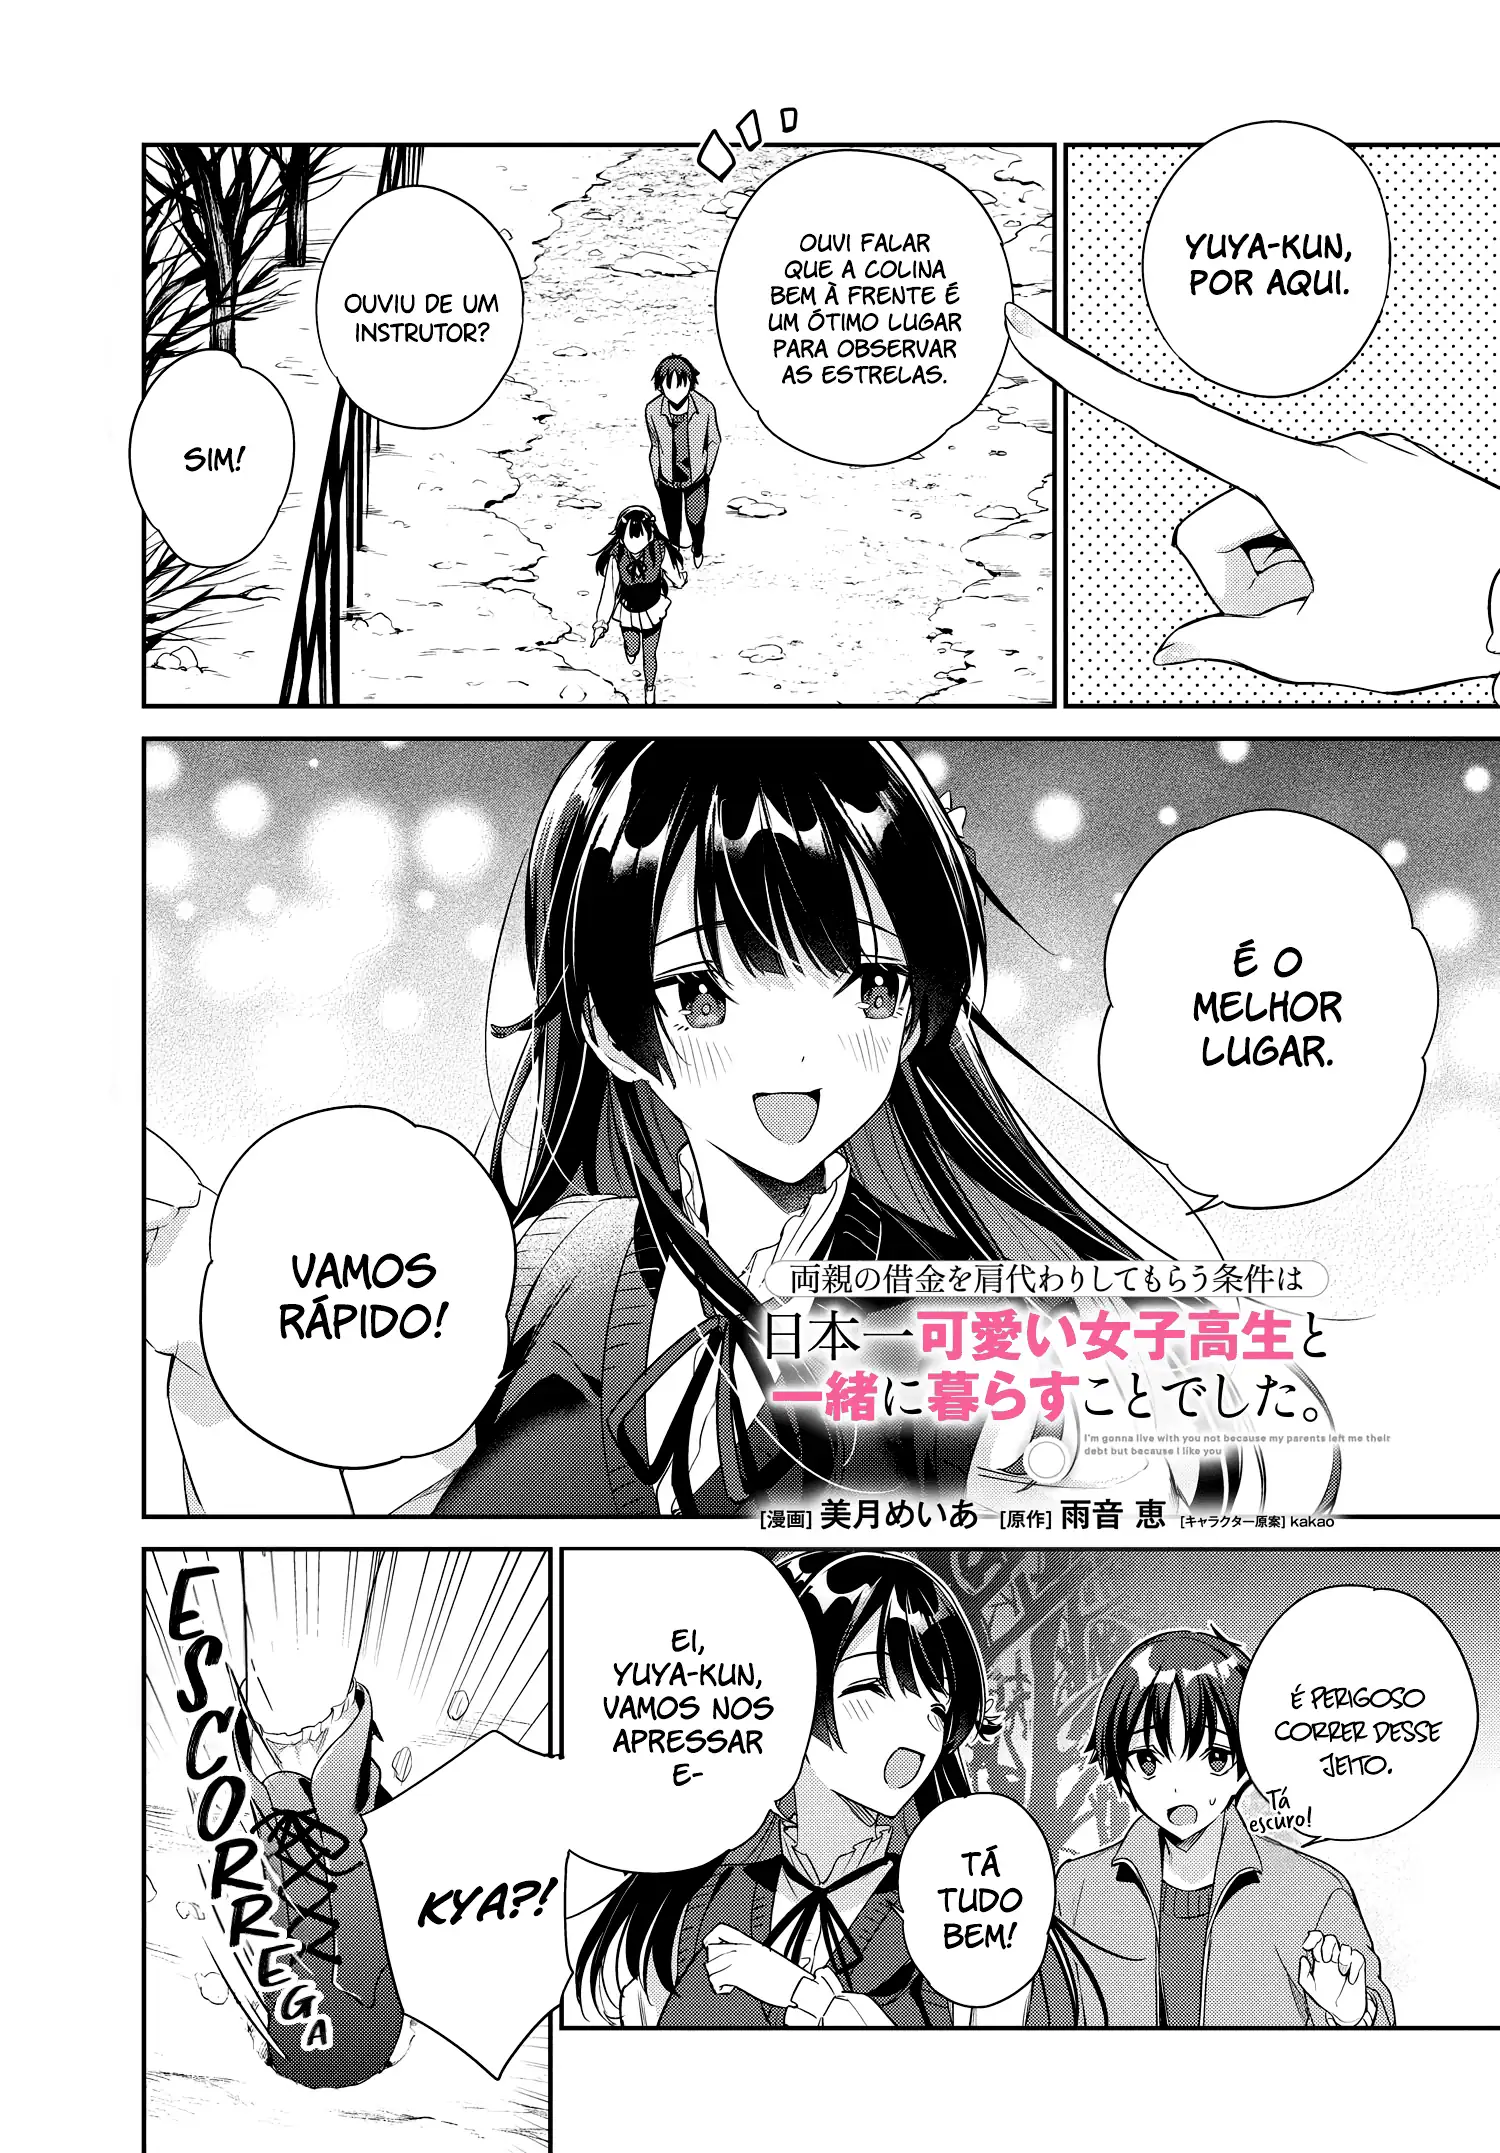 YUYA-KUN,
POR AQUI.
OUVI FALAR
QUE A COLINA
BEM À FRENTE É
UM ÓTIMO LUGAR
PARA OBSERVAR
AS ESTRELAS.
OUVIU DE UM
INSTRUTOR?
SIM!
É O
MELHOR
LUGAR.
VAMOS
RÁPIDO!
両親の借金を肩代わりしてもらう条件は
日本一可愛い女子高生と
一緒に暮らすことでした。
I'm gonna live with you not because my parents left me their
debt but because I like you
[漫画] 美月めいあ [原作] 雨音 恵 [キャラクター原案] kakao
É PERIGOSO
CORRER DESSE
JEITO.
Tá
escuro!
TÁ
TUDO
BEM!
EI,
YUYA-KUN,
VAMOS NOS
APRESSAR
E-
KYA?!
ESCORREGA